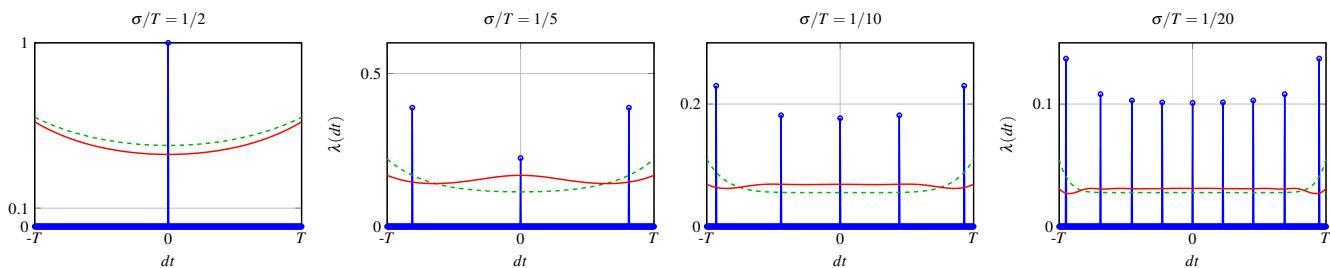 σ/T = 1/2
1
0.1
0
-T
0
T
dt
σ/T = 1/5
λ(dt)
0.5
0
-T
0
T
dt
σ/T = 1/10
0.2
0
-T
0
T
dt
σ/T = 1/20
λ(dt)
0.1
0
-T
0
T
dt